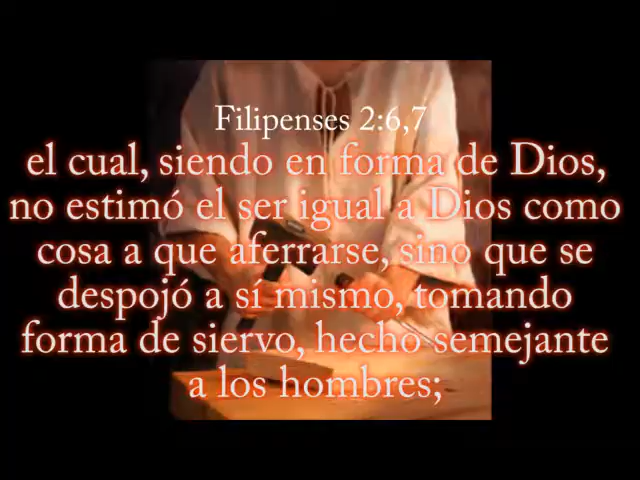 Filipenses 2:6,7
el cual, siendo en forma de Dios,
no estimó el ser igual a Dios como
cosa a que aferrarse, sino que se
despojó a sí mismo, tomando
forma de siervo, hecho semejante
a los hombres;